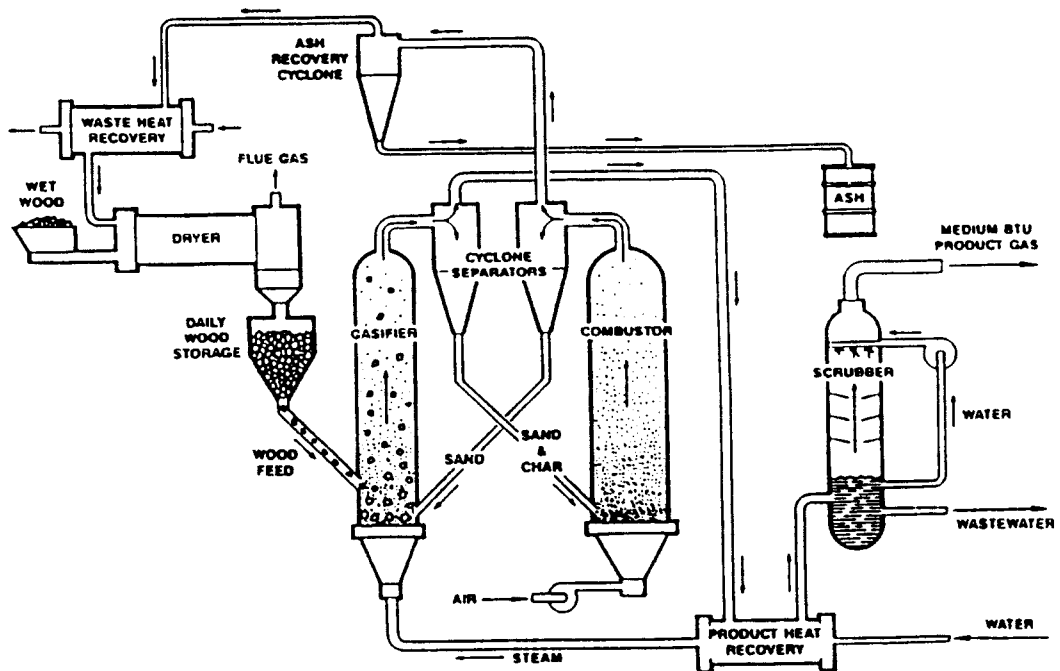 ASH
RECOVERY
CYCLONE
WASTE HEAT
RECOVERY
FLUE GAS
WET
WOOD
DRYER
ASH
MEDIUM BTU
PRODUCT GAS
CYCLONE
SEPARATORS
DAILY
WOOD
STORAGE
GASIFIER
COMBUSTOR
SCRUBBER
WATER
WOOD
FEED
SAND
SAND
&
CHAR
WASTEWATER
AIR
PRODUCT HEAT
RECOVERY
WATER
STEAM